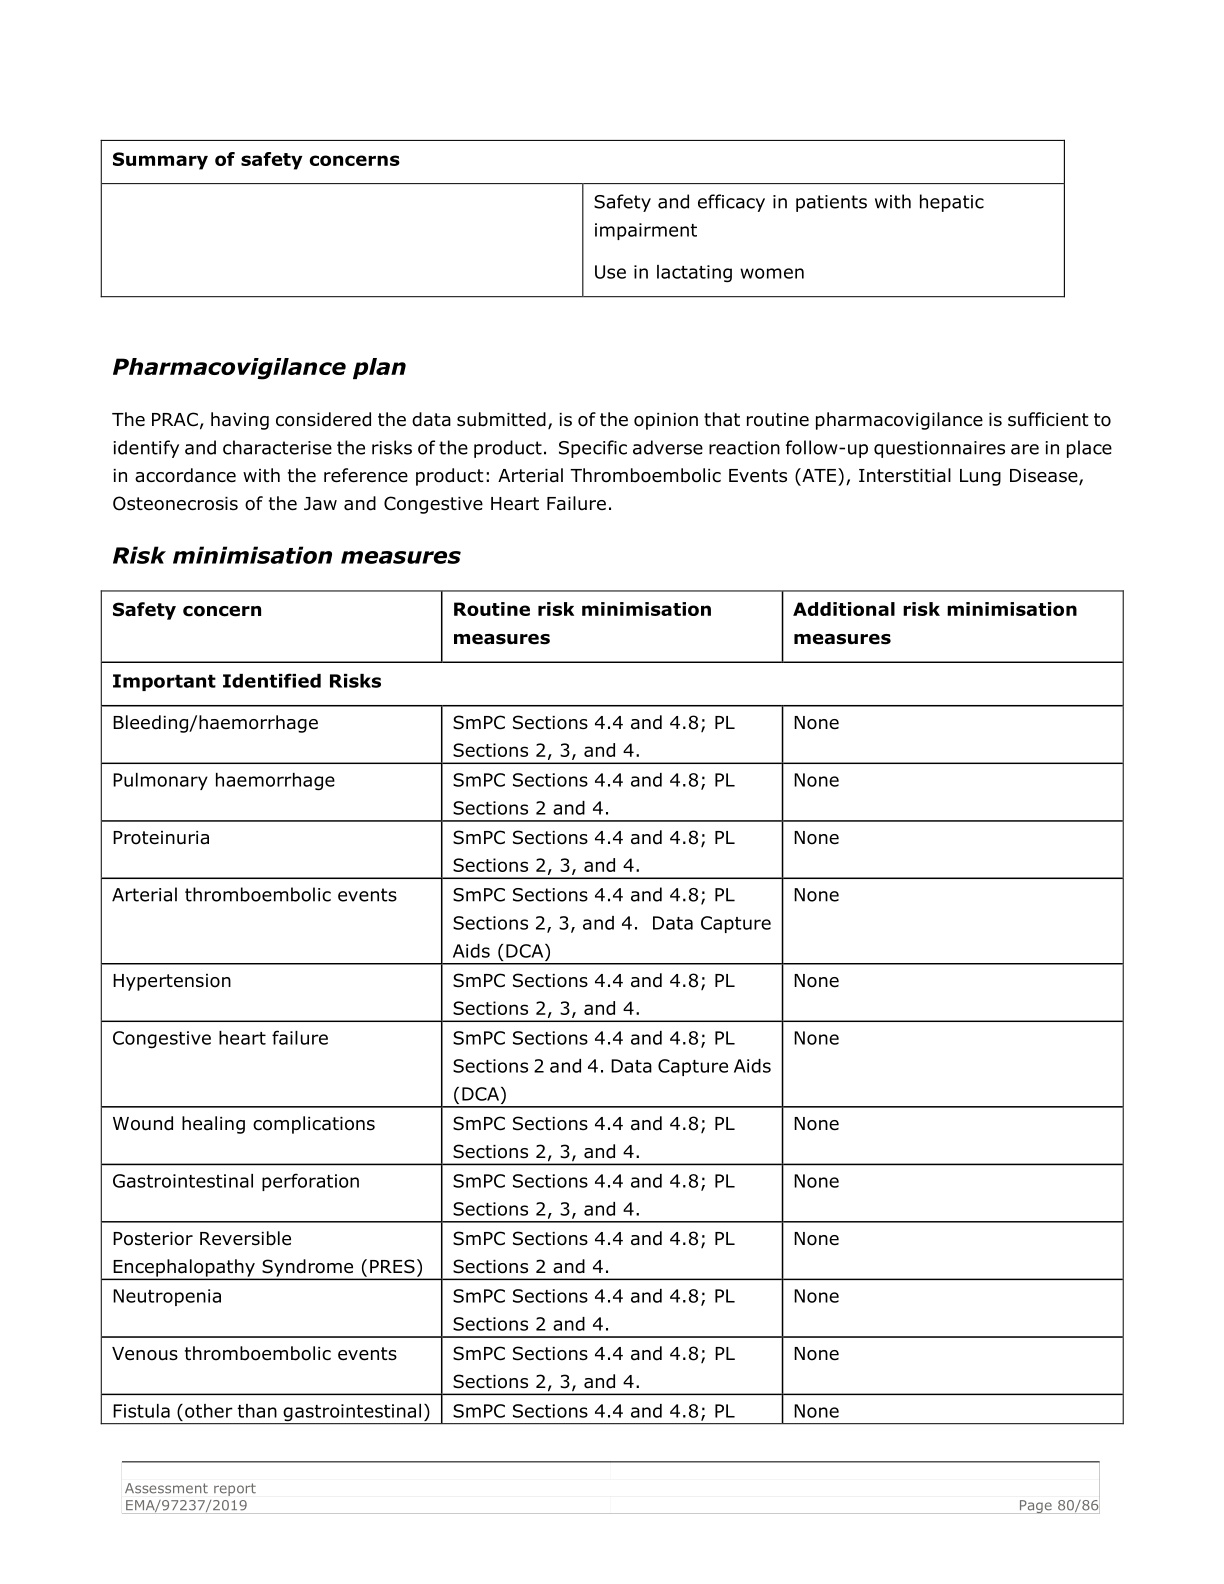 Summary of safety concerns
Safety and efficacy in patients with hepatic
impairment
Use in lactating women
Pharmacovigilance plan
The PRAC, having considered the data submitted, is of the opinion that routine pharmacovigilance is sufficient to
identify and characterise the risks of the product.  Specific adverse reaction follow-up questionnaires are in place
in accordance with the reference product: Arterial Thromboembolic Events (ATE), Interstitial Lung Disease,
Osteonecrosis of the Jaw and Congestive Heart Failure.
Risk minimisation measures
Safety concern
Routine risk minimisation
measures
Additional risk minimisation
measures
Important Identified Risks
Bleeding/haemorrhage
SmPC Sections 4.4 and 4.8; PL
Sections 2, 3, and 4.
None
Pulmonary haemorrhage
SmPC Sections 4.4 and 4.8; PL
Sections 2 and 4.
None
Proteinuria
SmPC Sections 4.4 and 4.8; PL
Sections 2, 3, and 4.
None
Arterial thromboembolic events
SmPC Sections 4.4 and 4.8; PL
Sections 2, 3, and 4.  Data Capture
Aids (DCA)
None
Hypertension
SmPC Sections 4.4 and 4.8; PL
Sections 2, 3, and 4.
None
Congestive heart failure
SmPC Sections 4.4 and 4.8; PL
Sections 2 and 4. Data Capture Aids
(DCA)
None
Wound healing complications
SmPC Sections 4.4 and 4.8; PL
Sections 2, 3, and 4.
None
Gastrointestinal perforation
SmPC Sections 4.4 and 4.8; PL
Sections 2, 3, and 4.
None
Posterior Reversible
Encephalopathy Syndrome (PRES)
SmPC Sections 4.4 and 4.8; PL
Sections 2 and 4.
None
Neutropenia
SmPC Sections 4.4 and 4.8; PL
Sections 2 and 4.
None
Venous thromboembolic events
SmPC Sections 4.4 and 4.8; PL
Sections 2, 3, and 4.
None
Fistula (other than gastrointestinal)
SmPC Sections 4.4 and 4.8; PL
None
Assessment report
EMA/97237/2019
Page 80/86